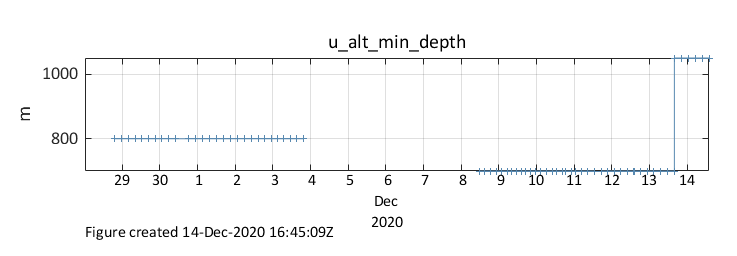 u_alt_min_depth
1000
800
m
29 30 1 2 3 4 5 6 7 8 9 10 11 12 13 14
Dec
2020
Figure created 14-Dec-2020 16:45:09Z